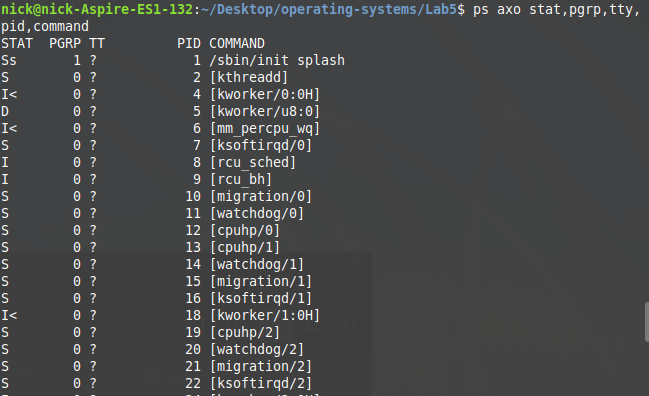 nick@nick-Aspire-ES1-132:~/Desktop/operating-systems/Lab5$ ps axo stat,pgrp,tty,
pid,command
STAT  PGRP TT         PID COMMAND
Ss       1 ?            1 /sbin/init splash
S        0 ?            2 [kthreadd]
I<       0 ?            4 [kworker/0:0H]
D        0 ?            5 [kworker/u8:0]
I<       0 ?            6 [mm_percpu_wq]
S        0 ?            7 [ksoftirqd/0]
I        0 ?            8 [rcu_sched]
I        0 ?            9 [rcu_bh]
S        0 ?           10 [migration/0]
S        0 ?           11 [watchdog/0]
S        0 ?           12 [cpuhp/0]
S        0 ?           13 [cpuhp/1]
S        0 ?           14 [watchdog/1]
S        0 ?           15 [migration/1]
S        0 ?           16 [ksoftirqd/1]
I<       0 ?           18 [kworker/1:0H]
S        0 ?           19 [cpuhp/2]
S        0 ?           20 [watchdog/2]
S        0 ?           21 [migration/2]
S        0 ?           22 [ksoftirqd/2]